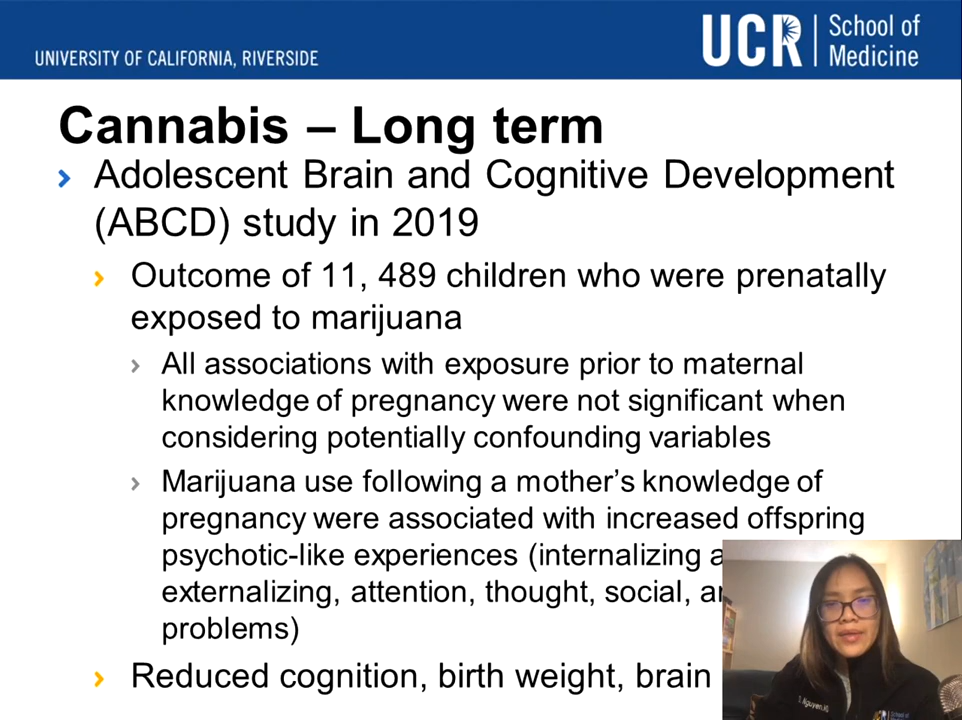 UCR School of
Medicine
UNIVERSITY OF CALIFORNIA, RIVERSIDE
Cannabis – Long term
› Adolescent Brain and Cognitive Development
(ABCD) study in 2019
› Outcome of 11, 489 children who were prenatally
exposed to marijuana
› All associations with exposure prior to maternal
knowledge of pregnancy were not significant when
considering potentially confounding variables
› Marijuana use following a mother’s knowledge of
pregnancy were associated with increased offspring
psychotic-like experiences (internalizing
externalizing, attention, thought, social,
problems)
› Reduced cognition, birth weight, brain